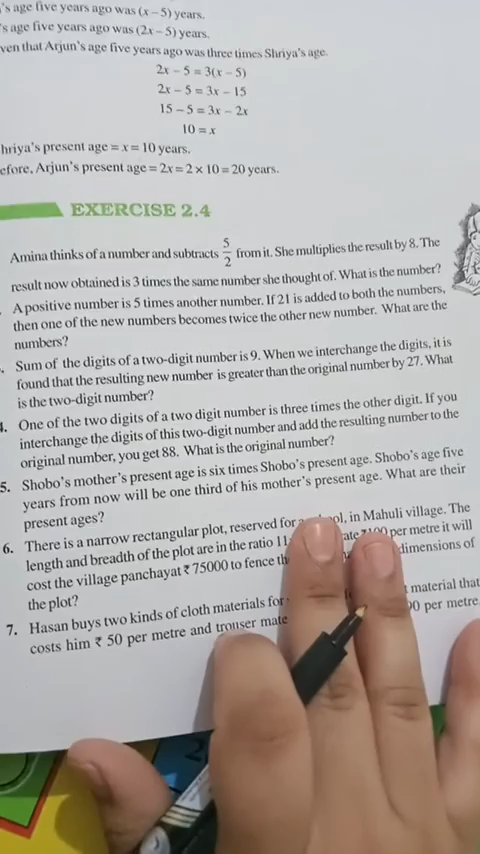 's age five years ago was (x – 5) years.
's age five years ago was (2x – 5) years.
ven that Arjun's age five years ago was three times Shriya's age.
2x – 5 = 3(x – 5)
2x – 5 = 3x – 15
15 – 5 = 3x – 2x
10 = x
hriya's present age = x = 10 years.
efore, Arjun's present age = 2x = 2 × 10 = 20 years.
EXERCISE 2.4
Amina thinks of a number and subtracts 5/2 from it. She multiplies the result by 8. The
result now obtained is 3 times the same number she thought of. What is the number?
A positive number is 5 times another number. If 21 is added to both the numbers,
then one of the new numbers becomes twice the other new number. What are the
numbers?
Sum of the digits of a two-digit number is 9. When we interchange the digits, it is
found that the resulting new number is greater than the original number by 27. What
is the two-digit number?
4. One of the two digits of a two digit number is three times the other digit. If you
interchange the digits of this two-digit number and add the resulting number to the
original number, you get 88. What is the original number?
5. Shobo's mother's present age is six times Shobo's present age. Shobo's age five
years from now will be one third of his mother's present age. What are their
present ages?
6. There is a narrow rectangular plot, reserved for ool, in Mahuli village. The
length and breadth of the plot are in the ratio 11 ate ₹100 per metre it will
cost the village panchayat ₹ 75000 to fence th dimensions of
the plot?
7. Hasan buys two kinds of cloth materials for t material that
costs him ₹ 50 per metre and trouser mate 90 per metre